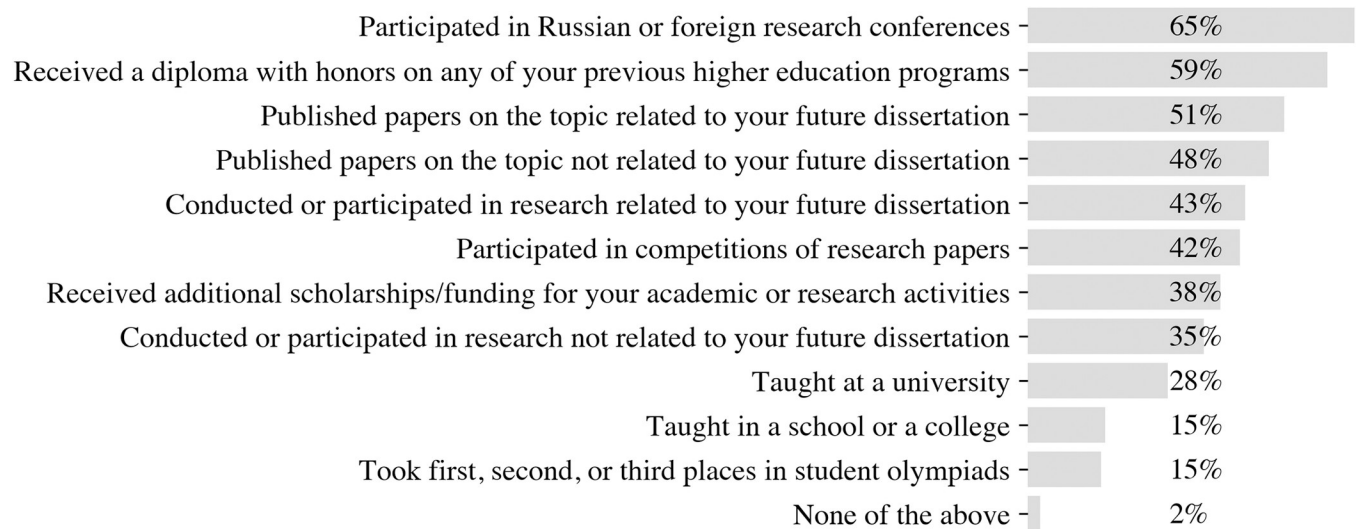 Participated in Russian or foreign research conferences 65%
Received a diploma with honors on any of your previous higher education programs 59%
Published papers on the topic related to your future dissertation 51%
Published papers on the topic not related to your future dissertation 48%
Conducted or participated in research related to your future dissertation 43%
Participated in competitions of research papers 42%
Received additional scholarships/funding for your academic or research activities 38%
Conducted or participated in research not related to your future dissertation 35%
Taught at a university 28%
Taught in a school or a college 15%
Took first, second, or third places in student olympiads 15%
None of the above 2%